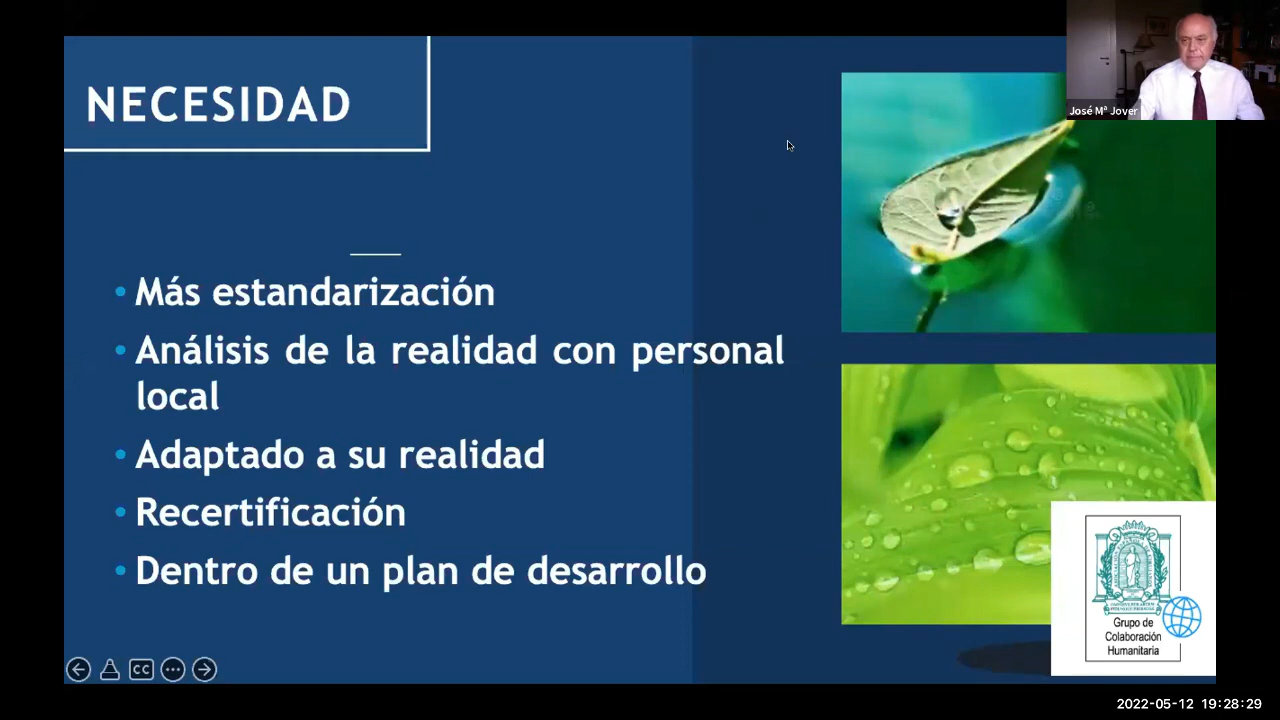 NECESIDAD
José Mª Jover
• Más estandarización
• Análisis de la realidad con personal
local
• Adaptado a su realidad
• Recertificación
• Dentro de un plan de desarrollo
Grupo de
Colaboración
Humanitaria
CC
2022-05-12 19:28:29